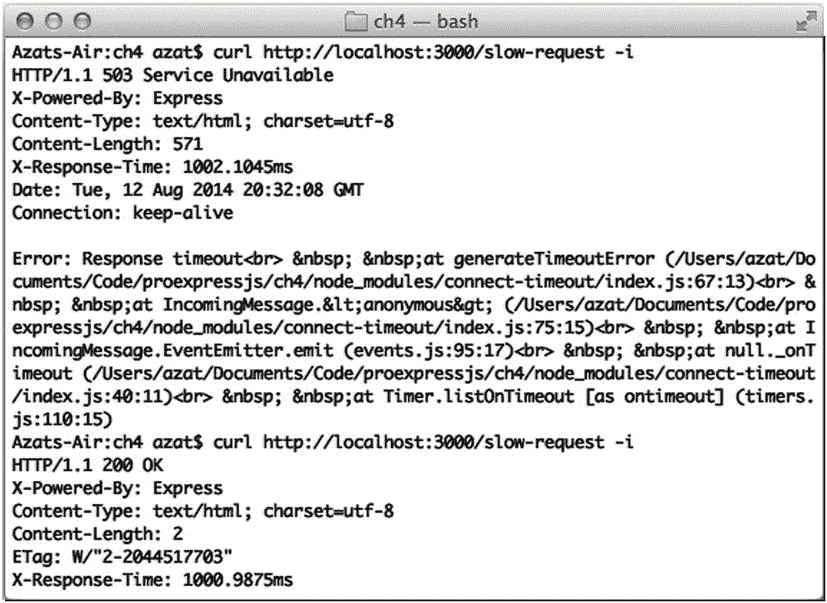 ch4 — bash
Azats-Air:ch4 azat$ curl http://localhost:3000/slow-request -i
HTTP/1.1 503 Service Unavailable
X-Powered-By: Express
Content-Type: text/html; charset=utf-8
Content-Length: 571
X-Response-Time: 1002.1045ms
Date: Tue, 12 Aug 2014 20:32:08 GMT
Connection: keep-alive

Error: Response timeout<br> &nbsp; &nbsp;at generateTimeoutError (/Users/azat/Do
cuments/Code/proexpressjs/ch4/node_modules/connect-timeout/index.js:67:13)<br> &
nbsp; &nbsp;at IncomingMessage.&lt;anonymous&gt; (/Users/azat/Documents/Code/pro
expressjs/ch4/node_modules/connect-timeout/index.js:75:15)<br> &nbsp; &nbsp;at I
ncomingMessage.EventEmitter.emit (events.js:95:17)<br> &nbsp; &nbsp;at null._onT
imeout (/Users/azat/Documents/Code/proexpressjs/ch4/node_modules/connect-timeout
/index.js:40:11)<br> &nbsp; &nbsp;at Timer.listOnTimeout [as ontimeout] (timers.
js:110:15)
Azats-Air:ch4 azat$ curl http://localhost:3000/slow-request -i
HTTP/1.1 200 OK
X-Powered-By: Express
Content-Type: text/html; charset=utf-8
Content-Length: 2
ETag: W/"2-2044517703"
X-Response-Time: 1000.9875ms